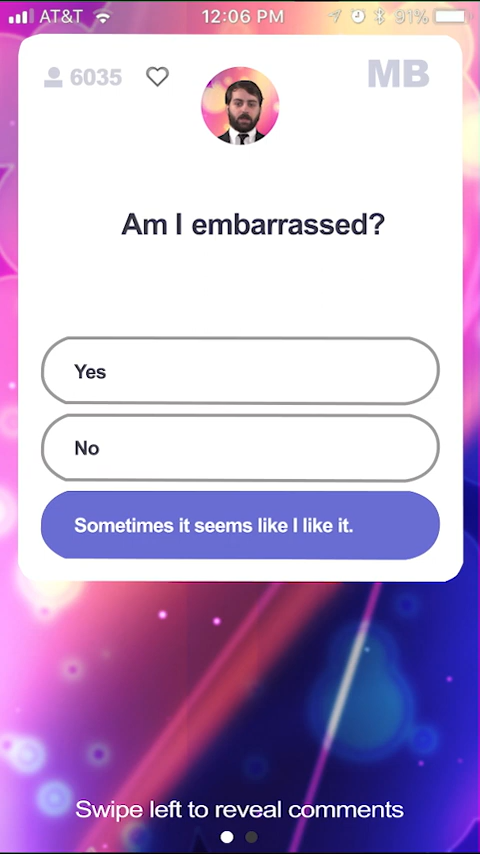 AT&T 12:06 PM 91%
6035 MB
Am I embarrassed?
Yes
No
Sometimes it seems like I like it.
Swipe left to reveal comments